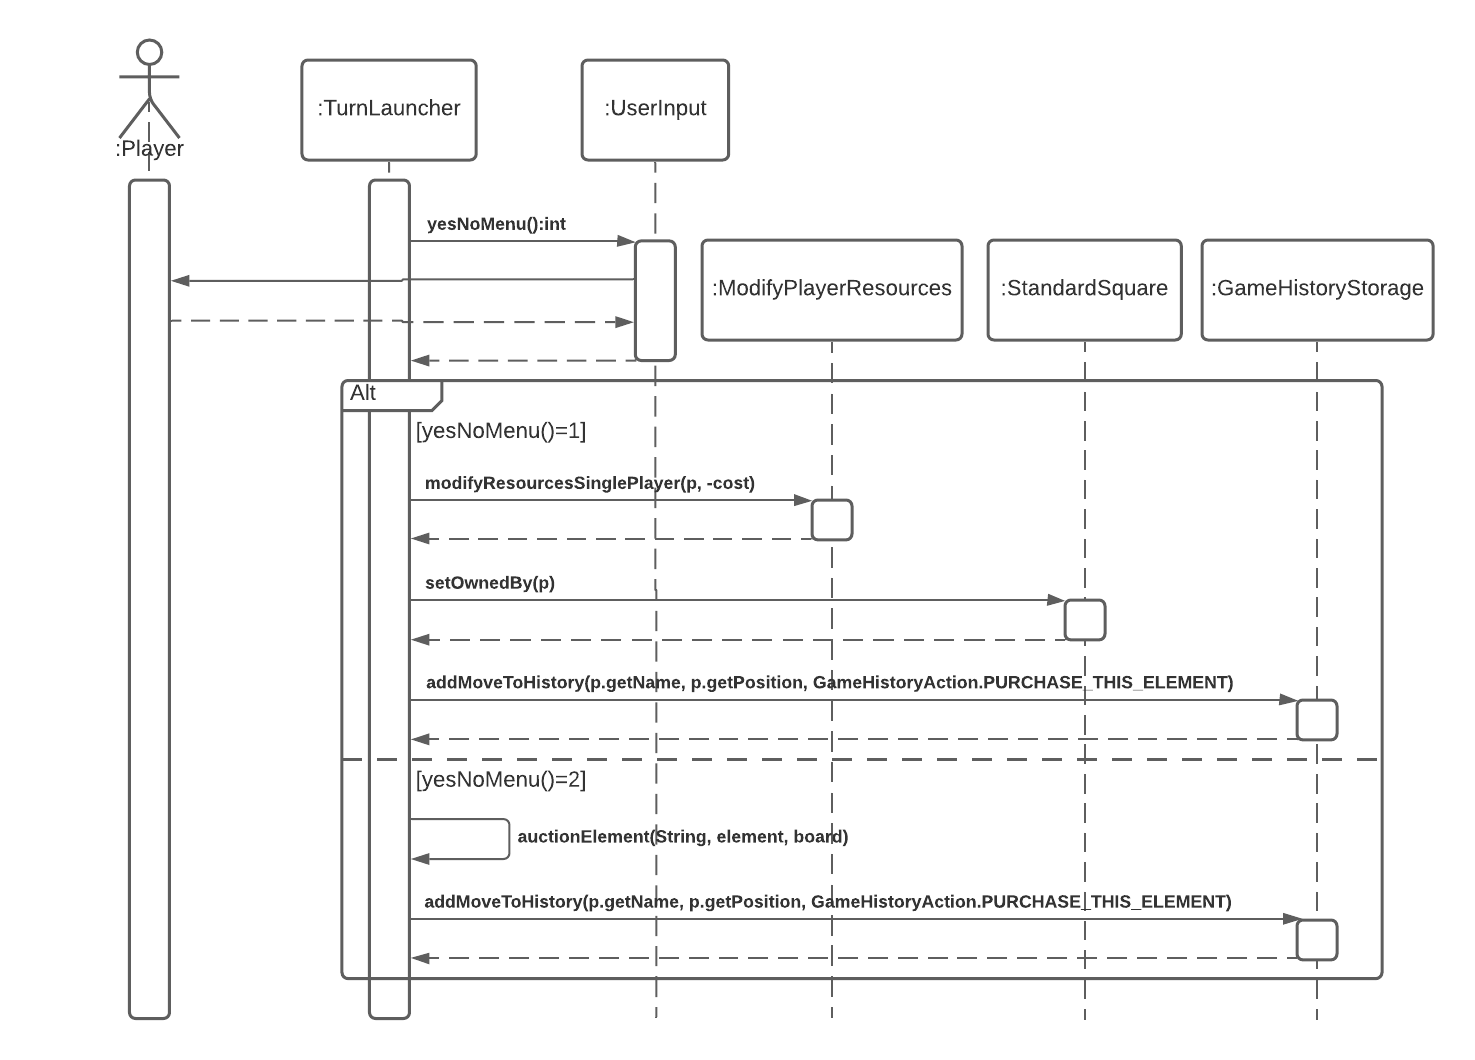 :Player
:TurnLauncher
:UserInput
yesNoMenu():int
:ModifyPlayerResources
:StandardSquare
:GameHistoryStorage
Alt
[yesNoMenu()=1]
modifyResourcesSinglePlayer(p, -cost)
setOwnedBy(p)
addMoveToHistory(p.getName, p.getPosition, GameHistoryAction.PURCHASE_THIS_ELEMENT)
[yesNoMenu()=2]
auctionElement(String, element, board)
addMoveToHistory(p.getName, p.getPosition, GameHistoryAction.PURCHASE_THIS_ELEMENT)